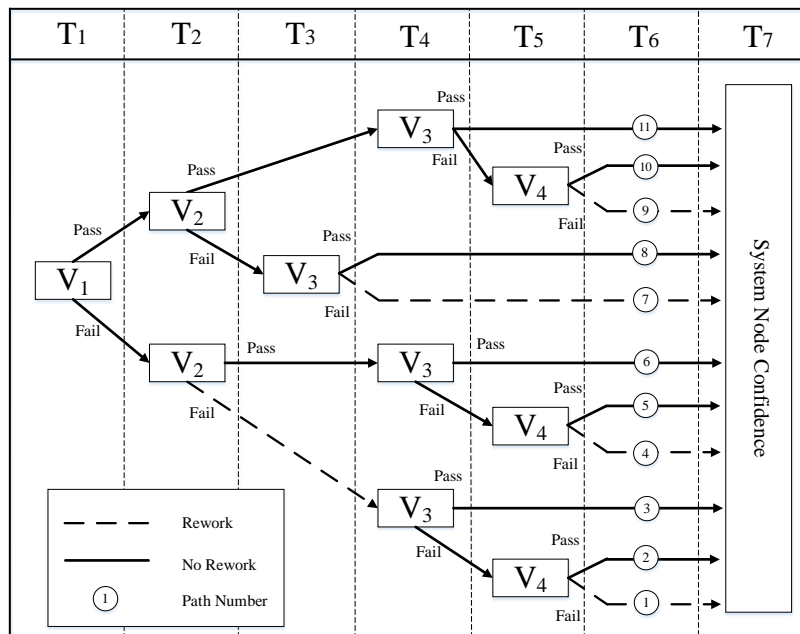 T1 T2 T3 T4 T5 T6 T7
Pass
V3
11
Pass
Fail
Pass
10
V4
V2
Pass
Fail
9
Pass
Fail
V3
8
V1
Fail
7
Fail
V2
Pass
V3
Pass
6
Fail
Fail
Pass
5
V4
Fail
4
Pass
V3
3
Fail
Pass
2
V4
Fail
1
System Node Confidence
Rework
No Rework
1 Path Number